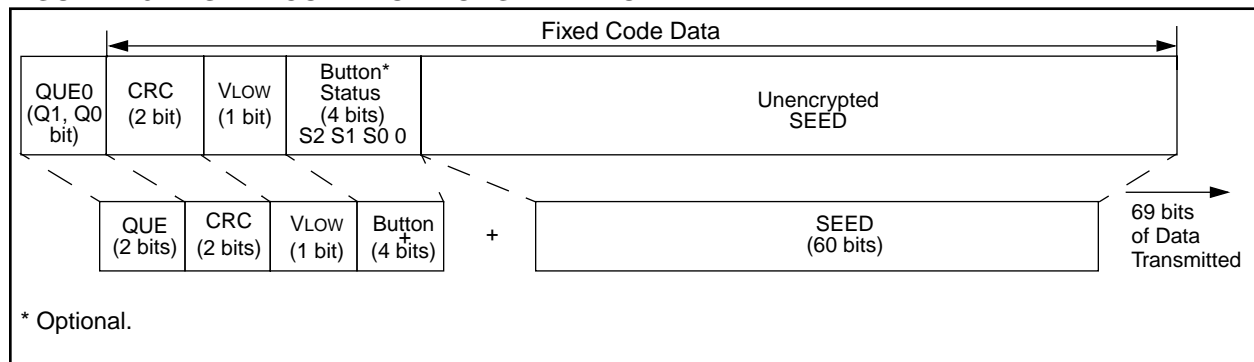 Fixed Code Data
QUE0
(Q1, Q0
bit)
CRC
(2 bit)
VLOW
(1 bit)
Button*
Status
(4 bits)
S2 S1 S0 0
Unencrypted
SEED
QUE
(2 bits)
CRC
(2 bits)
VLOW
(1 bit)
Button
(4 bits)
+
+
SEED
(60 bits)
69 bits
of Data
Transmitted
* Optional.